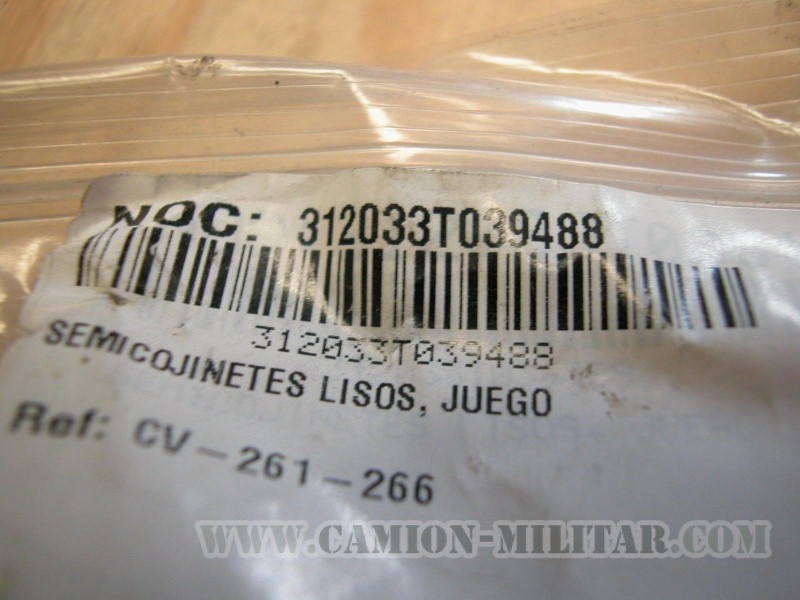 NOC: 312033T039488
312033T039488
SEMICOJINETES LISOS, JUEGO
Ref: CV-261-266
WWW.CAMION-MILITAR.COM